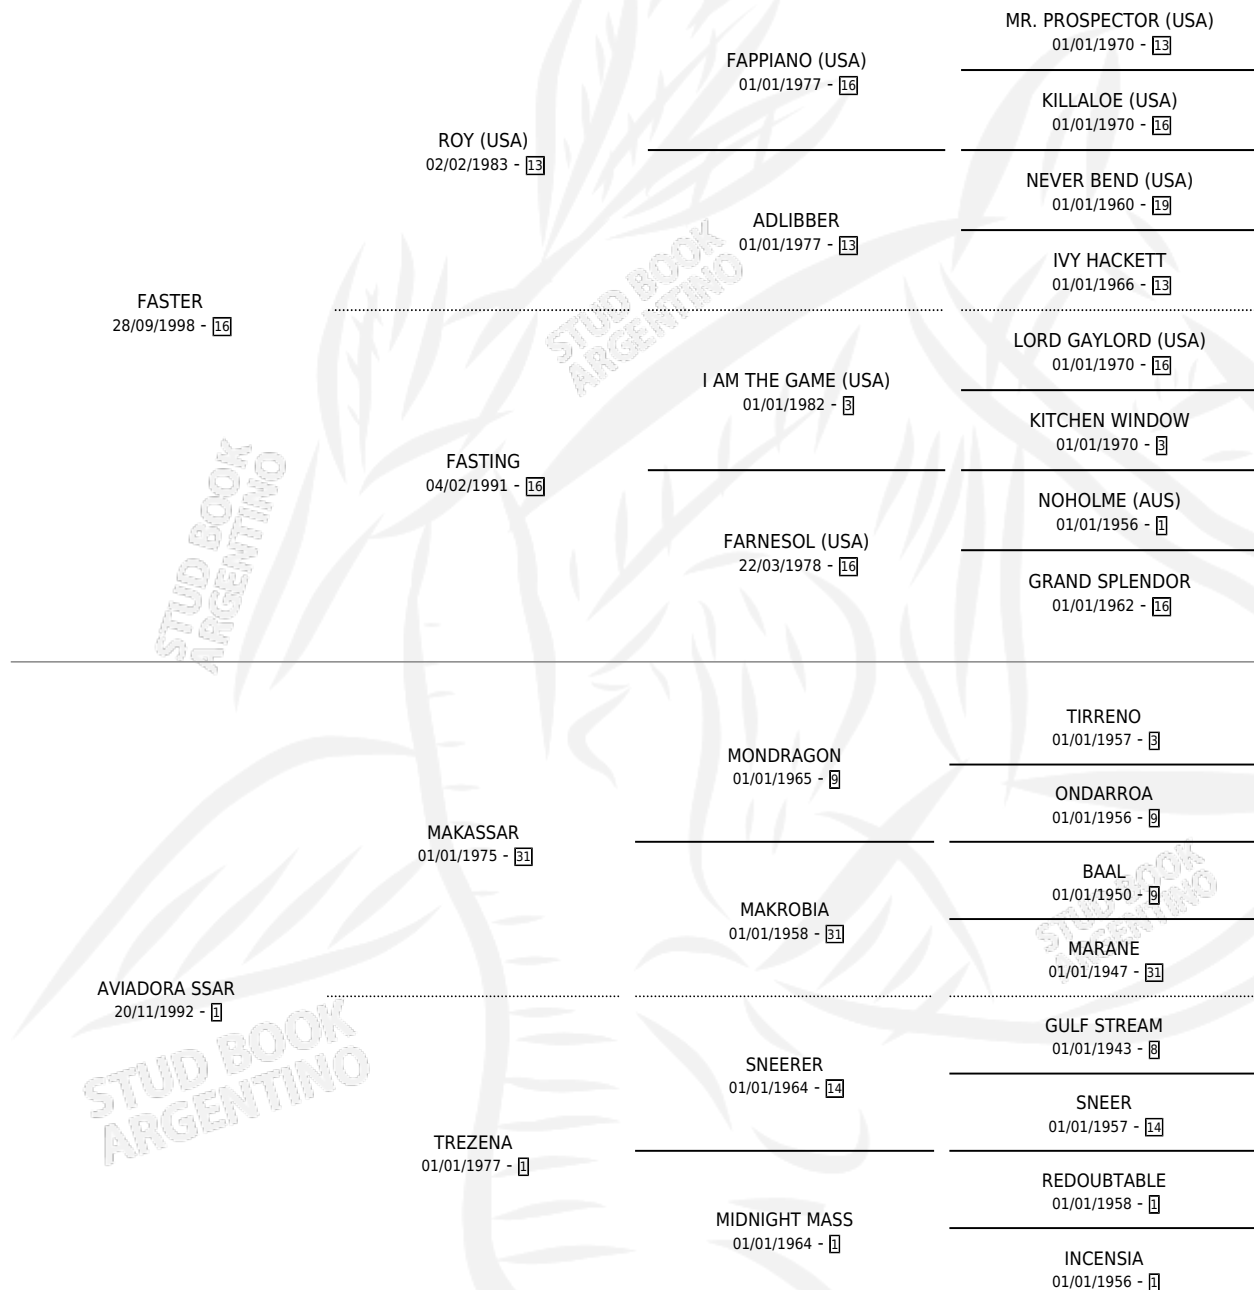 MR. PROSPECTOR (USA)
01/01/1970 - 13
FAPPIANO (USA)
01/01/1977 - 16
KILLALOE (USA)
01/01/1970 - 16
ROY (USA)
02/02/1983 - 13
NEVER BEND (USA)
01/01/1960 - 19
ADLIBBER
01/01/1977 - 13
IVY HACKETT
01/01/1966 - 13
FASTER
28/09/1998 - 16
LORD GAYLORD (USA)
01/01/1970 - 16
I AM THE GAME (USA)
01/01/1982 - 3
KITCHEN WINDOW
01/01/1970 - 3
FASTING
04/02/1991 - 16
NOHOLME (AUS)
01/01/1956 - 1
FARNESOL (USA)
22/03/1978 - 16
GRAND SPLENDOR
01/01/1962 - 16
STUD BOOK
ARGENTINO
STUD BOOK
ARGENTINO
TIRRENO
01/01/1957 - 3
MONDRAGON
01/01/1965 - 9
ONDARROA
01/01/1956 - 9
MAKASSAR
01/01/1975 - 31
BAAL
01/01/1950 - 9
MAKROBIA
01/01/1958 - 31
MARANE
01/01/1947 - 31
STUD BOOK
ARGENTINO
AVIADORA SSAR
20/11/1992 - 1
GULF STREAM
01/01/1943 - 8
SNEERER
01/01/1964 - 14
SNEER
01/01/1957 - 14
STUD BOOK
ARGENTINO
TREZENA
01/01/1977 - 1
REDOUBTABLE
01/01/1958 - 1
MIDNIGHT MASS
01/01/1964 - 1
INCENSIA
01/01/1956 - 1